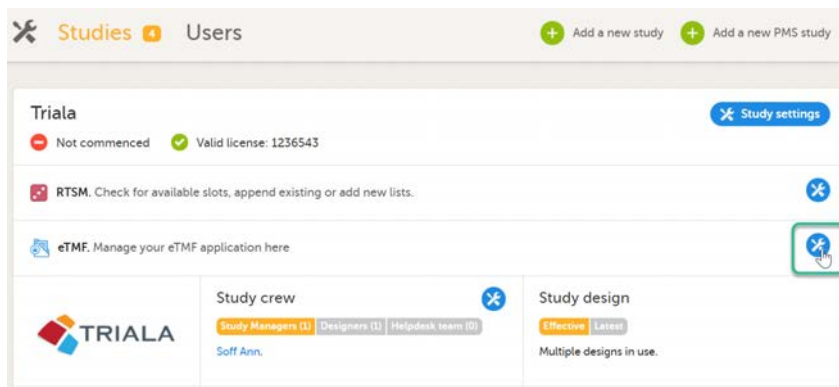 Studies 4 Users
Add a new study Add a new PMS study
Triala
Study settings
Not commenced Valid license: 1236543
RTSM. Check for available slots, append existing or add new lists.
eTMF. Manage your eTMF application here
TRIALA
Study crew
Study Managers (1) Designers (1) Helpdesk team (0)
Soff Ann.
Study design
Effective Latest
Multiple designs in use.